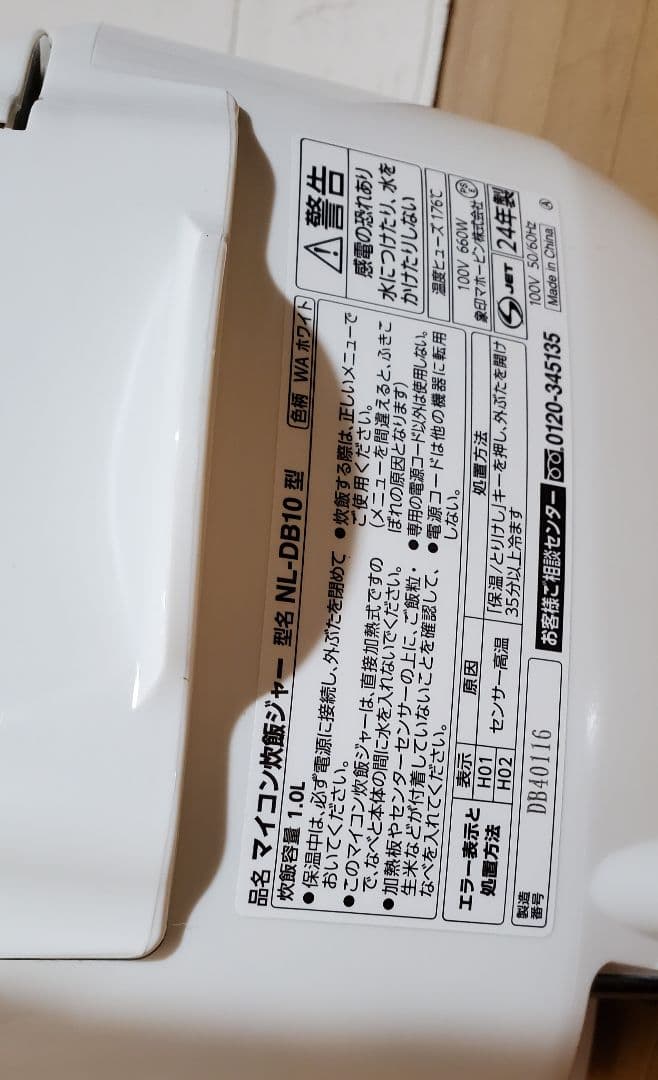 品名 マイコン炊飯ジャー 型名 NL-DB10 型 色柄 WA ホワイト
炊飯容量 1.0L
●保温中は、必ず電源に接続し、外ぶたを閉めて
おいてください。
●このマイコン炊飯ジャーは、直接加熱式ですの
で、なべと本体の間に水を入れないでください。
●加熱板やセンターセンサーの上に、ご飯粒・
生米などが付着していないことを確認して、
なべを入れてください。
●炊飯する際は、正しいメニューで
ご使用ください。
(メニューを間違えると、ふきこ
ぼれの原因となります)
●専用の電源コード以外は使用しない。
●電源コードは他の機器に転用
しない。
警告
感電の恐れあり
水につけたり、水を
かけたりしない
温度ヒューズ 176℃
100V 660W PS E
象印マホービン株式会社
S JET 24年製
100V 50/60Hz
Made in China Ⓐ
エラー表示と
処置方法
表示 原因 処置方法
H01
H02
センサー高温
「保温/とりけし」キーを押し、外ぶたを開け
35分以上冷ます
製造
番号
DB40116
お客様ご相談センター 0120-345135